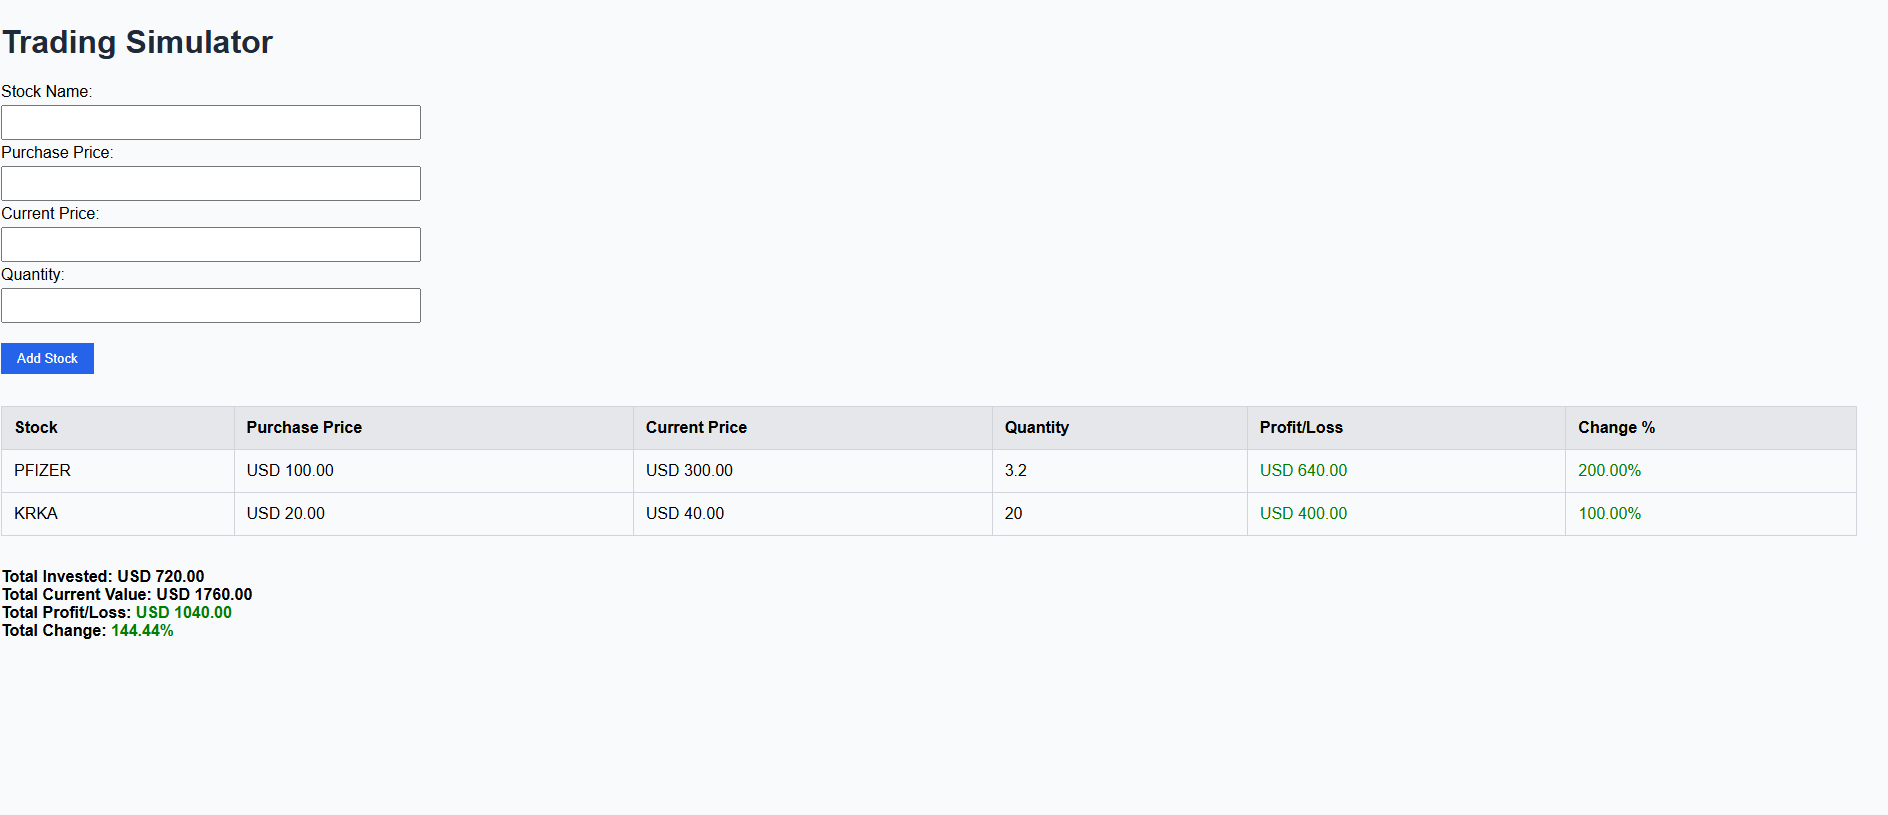 Trading Simulator
Stock Name:
Purchase Price:
Current Price:
Quantity:
Add Stock
Stock Purchase Price Current Price Quantity Profit/Loss Change %
PFIZER USD 100.00 USD 300.00 3.2 USD 640.00 200.00%
KRKA USD 20.00 USD 40.00 20 USD 400.00 100.00%
Total Invested: USD 720.00
Total Current Value: USD 1760.00
Total Profit/Loss: USD 1040.00
Total Change: 144.44%